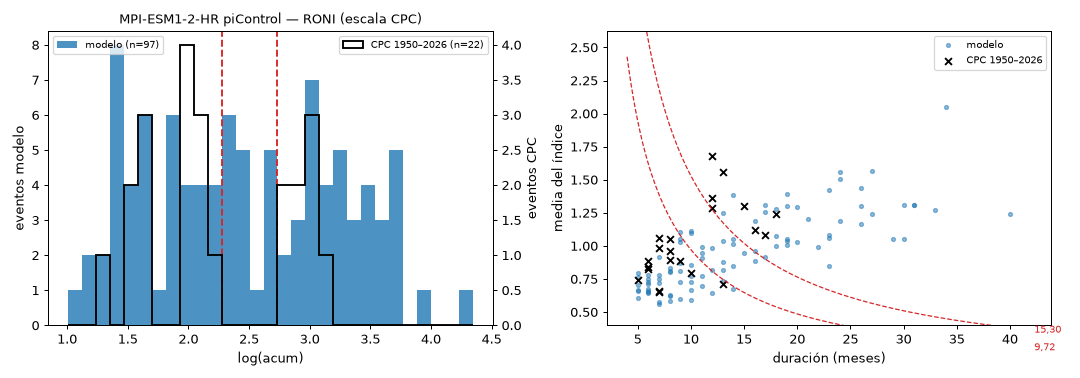 MPI-ESM1-2-HR piControl — RONI (escala CPC)
modelo (n=97)
CPC 1950–2026 (n=22)
eventos modelo
8
7
6
5
4
3
2
1
0
4.0
3.5
3.0
2.5
2.0
1.5
1.0
0.5
0.0
eventos CPC
1.0 1.5 2.0 2.5 3.0 3.5 4.0 4.5
log(acum)
modelo
CPC 1950–2026
media del índice
2.50
2.25
2.00
1.75
1.50
1.25
1.00
0.75
0.50
5 10 15 20 25 30 35 40
duración (meses)
15,30
9,72